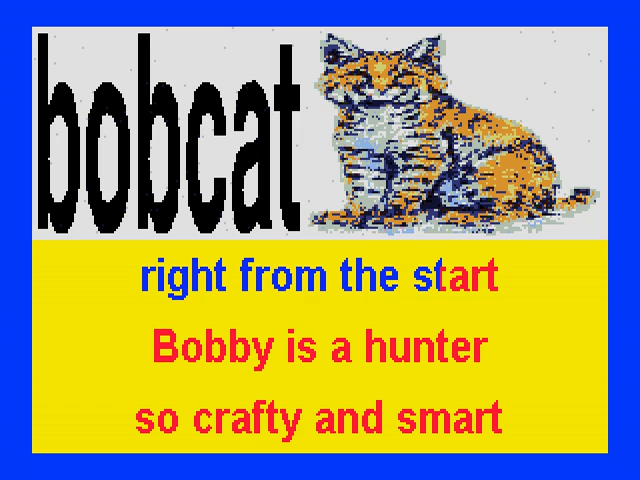 bobcat
right from the start
Bobby is a hunter
so crafty and smart